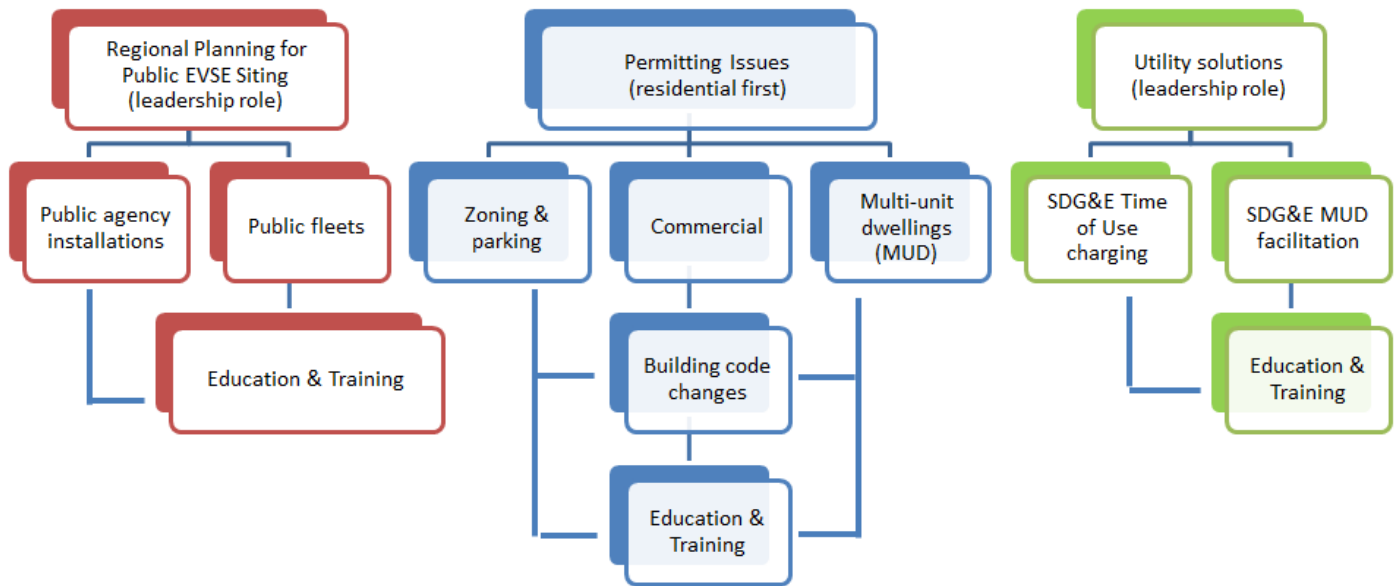 Regional Planning for
Public EVSE Siting
(leadership role)
Permitting Issues
(residential first)
Utility solutions
(leadership role)
Public agency
installations
Public fleets
Zoning &
parking
Commercial
Multi-unit
dwellings
(MUD)
SDG&E Time
of Use
charging
SDG&E MUD
facilitation
Education & Training
Building code
changes
Education &
Training
Education &
Training